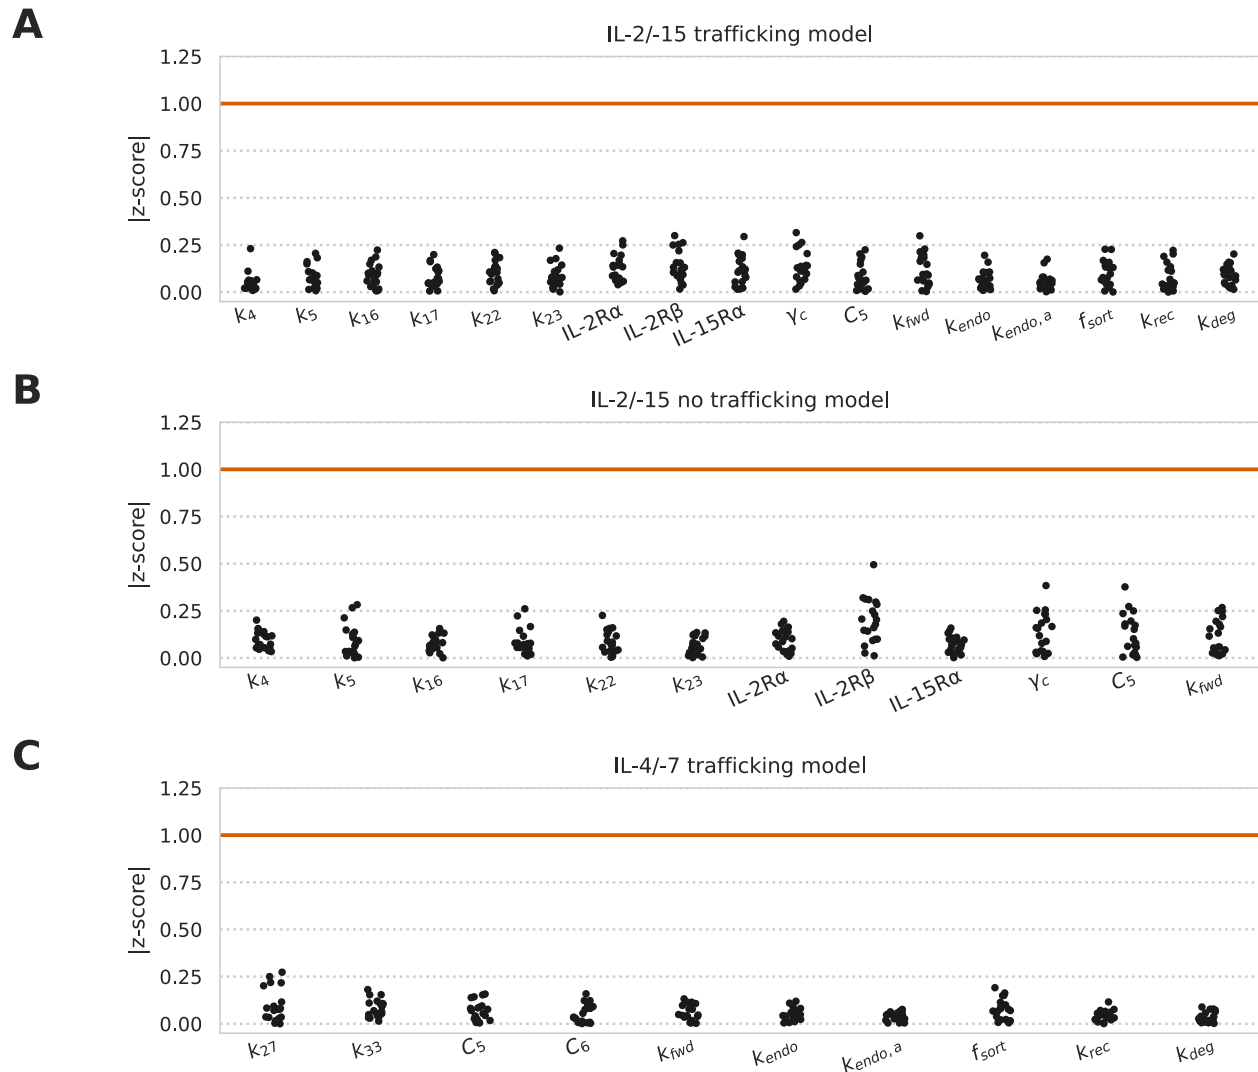 A
IL-2/-15 trafficking model
1.25
1.00
0.75
0.50
0.25
0.00
|z-score|
k4 k5 k16 k17 k22 k23 IL-2Rα IL-2Rβ IL-15Rα γc C5 kfwd kendo kendo,a fsort krec kdeg
B
IL-2/-15 no trafficking model
1.25
1.00
0.75
0.50
0.25
0.00
|z-score|
k4 k5 k16 k17 k22 k23 IL-2Rα IL-2Rβ IL-15Rα γc C5 kfwd
C
IL-4/-7 trafficking model
1.25
1.00
0.75
0.50
0.25
0.00
|z-score|
k27 k33 C5 C6 kfwd kendo kendo,a fsort krec kdeg